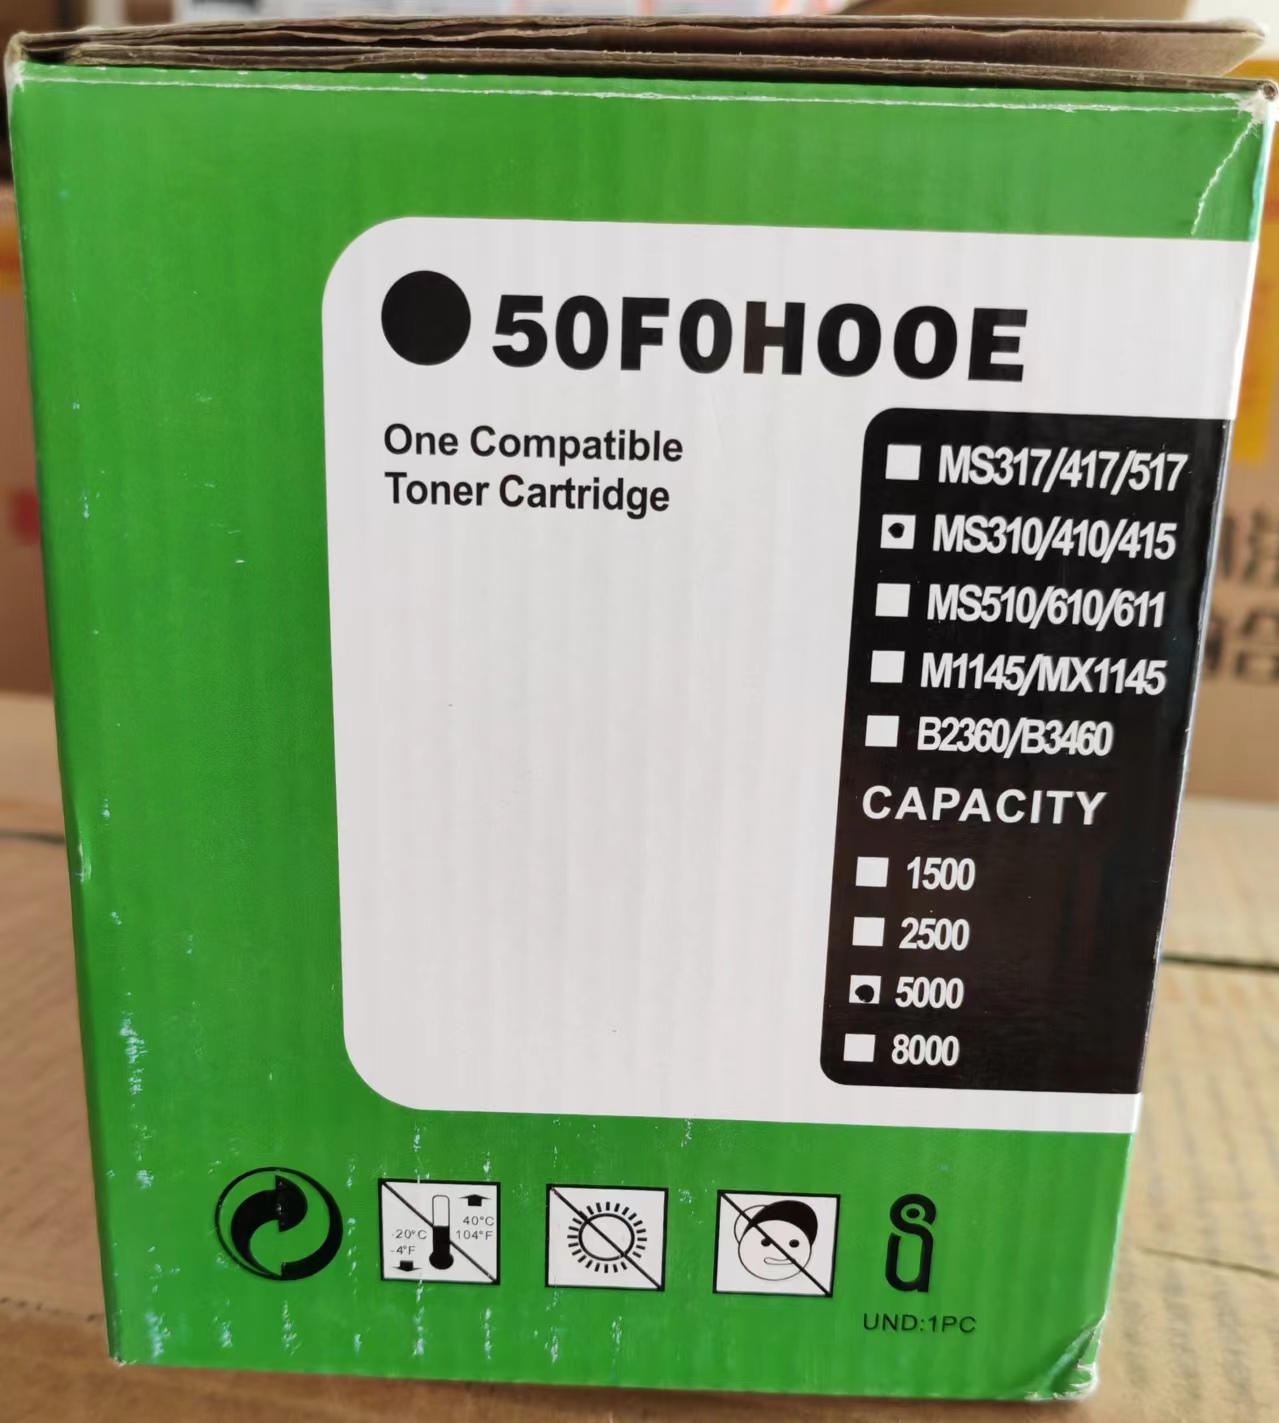 50F0H00E
One Compatible
Toner Cartridge
MS317/417/517
MS310/410/415
MS510/610/611
M1145/MX1145
B2360/B3460
CAPACITY
1500
2500
5000
8000
-20°C
-4°F
40°C
104°F
UND:1PC